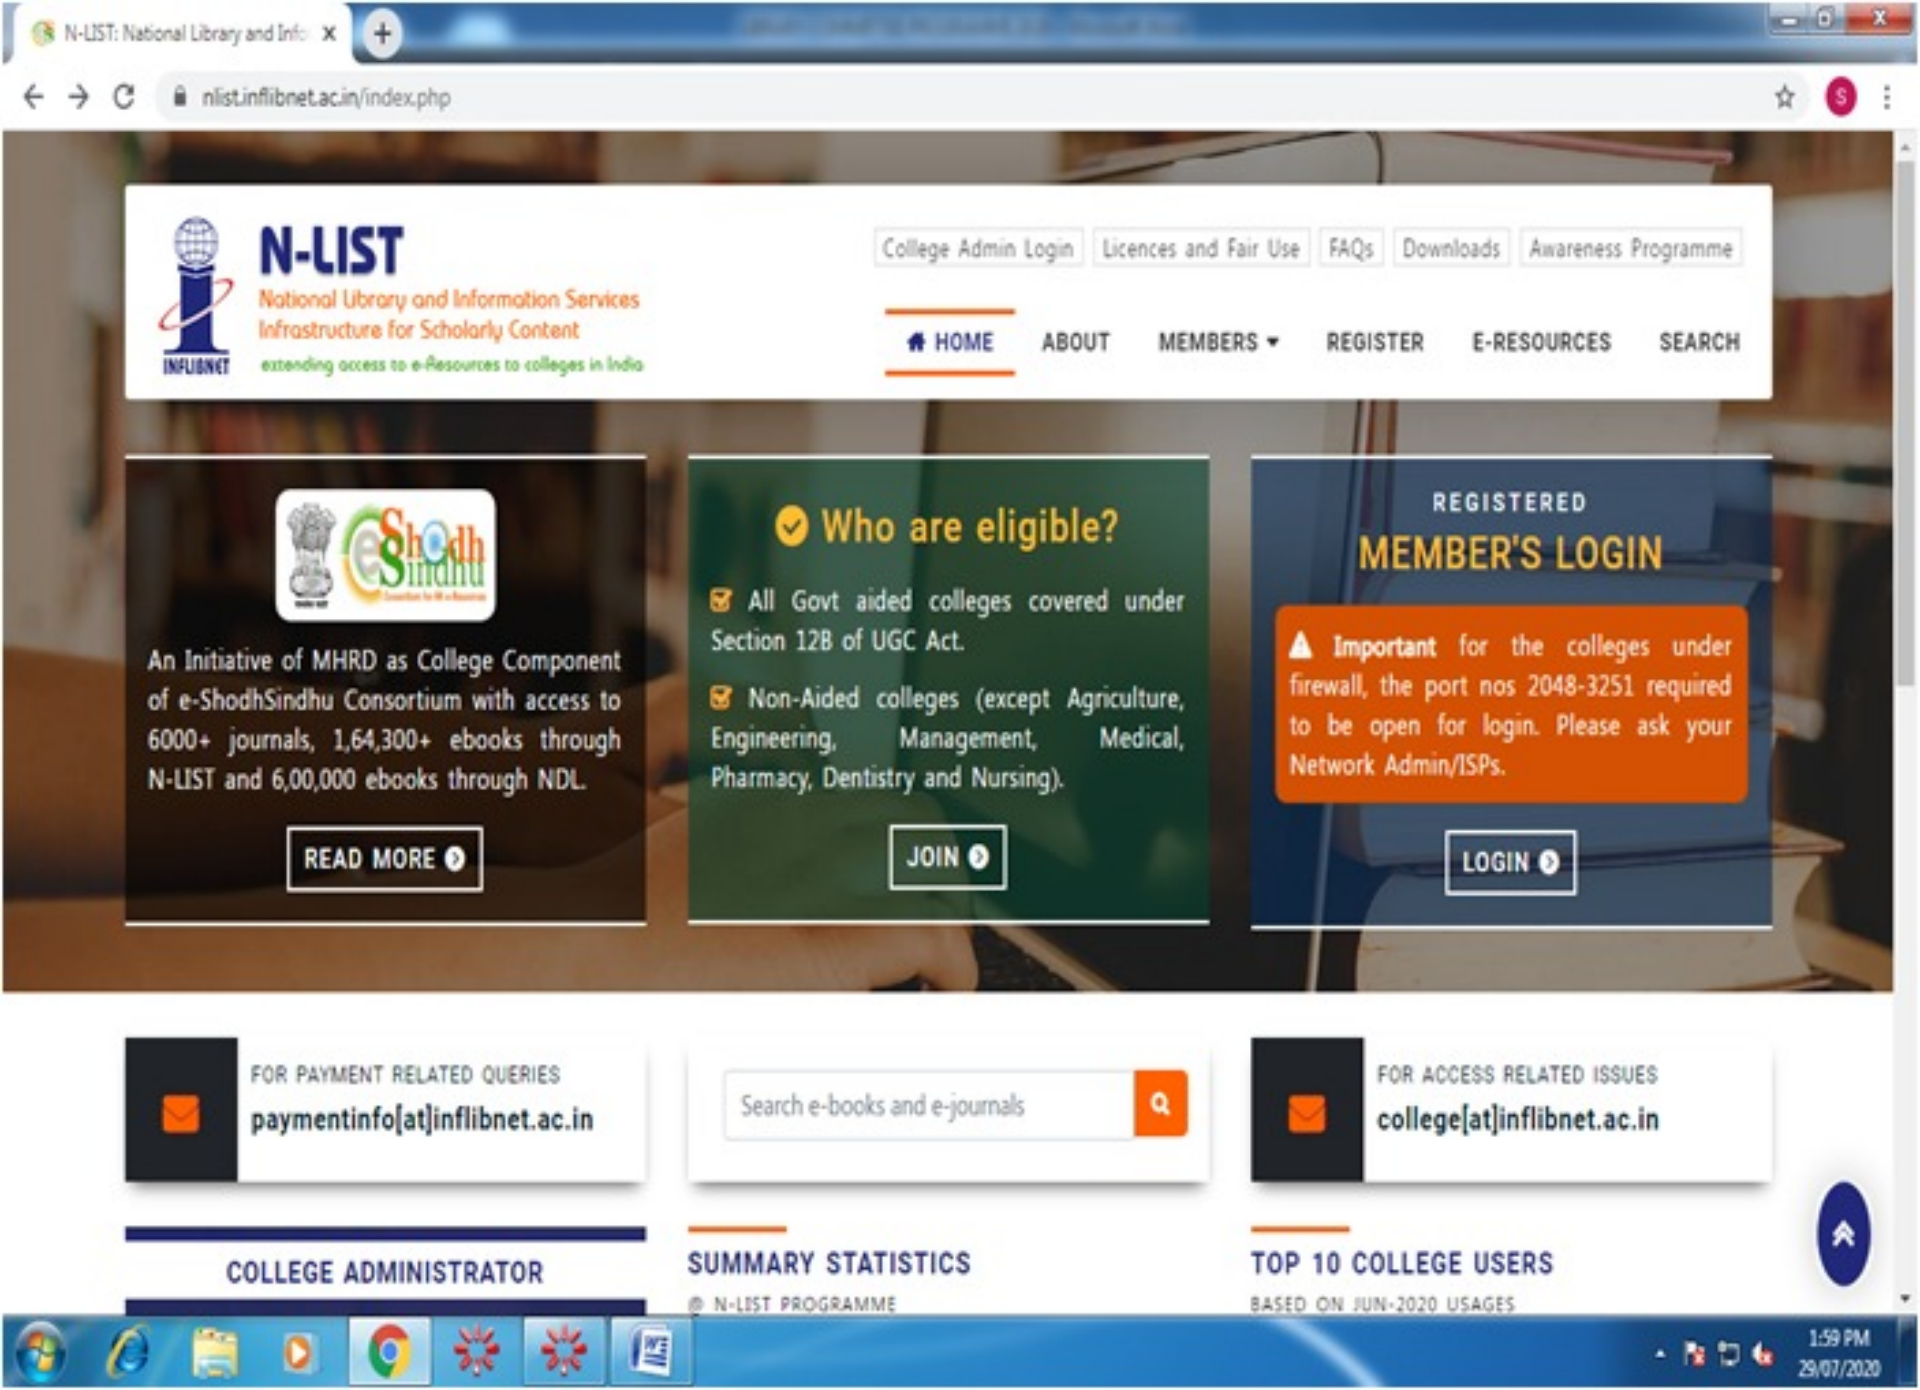 N-LIST: National Library and Info
nlist.inflibnet.ac.in/index.php
S
INFLIBNET
N-LIST
National Library and Information Services
Infrastructure for Scholarly Content
extending access to e-Resources to colleges in India
College Admin Login Licences and Fair Use FAQs Downloads Awareness Programme
HOME ABOUT MEMBERS REGISTER E-RESOURCES SEARCH
e Shodh
Sindhu
An Initiative of MHRD as College Component
of e-ShodhSindhu Consortium with access to
6000+ journals, 1,64,300+ ebooks through
N-LIST and 6,00,000 ebooks through NDL.
READ MORE
Who are eligible?
All Govt aided colleges covered under
Section 12B of UGC Act.
Non-Aided colleges (except Agriculture,
Engineering, Management, Medical,
Pharmacy, Dentistry and Nursing).
JOIN
REGISTERED
MEMBER'S LOGIN
Important for the colleges under
firewall, the port nos 2048-3251 required
to be open for login. Please ask your
Network Admin/ISPs.
LOGIN
FOR PAYMENT RELATED QUERIES
paymentinfo[at]inflibnet.ac.in
Search e-books and e-journals
FOR ACCESS RELATED ISSUES
college[at]inflibnet.ac.in
COLLEGE ADMINISTRATOR
SUMMARY STATISTICS
@ N-LIST PROGRAMME
TOP 10 COLLEGE USERS
BASED ON JUN-2020 USAGES
1:59 PM
29/07/2020